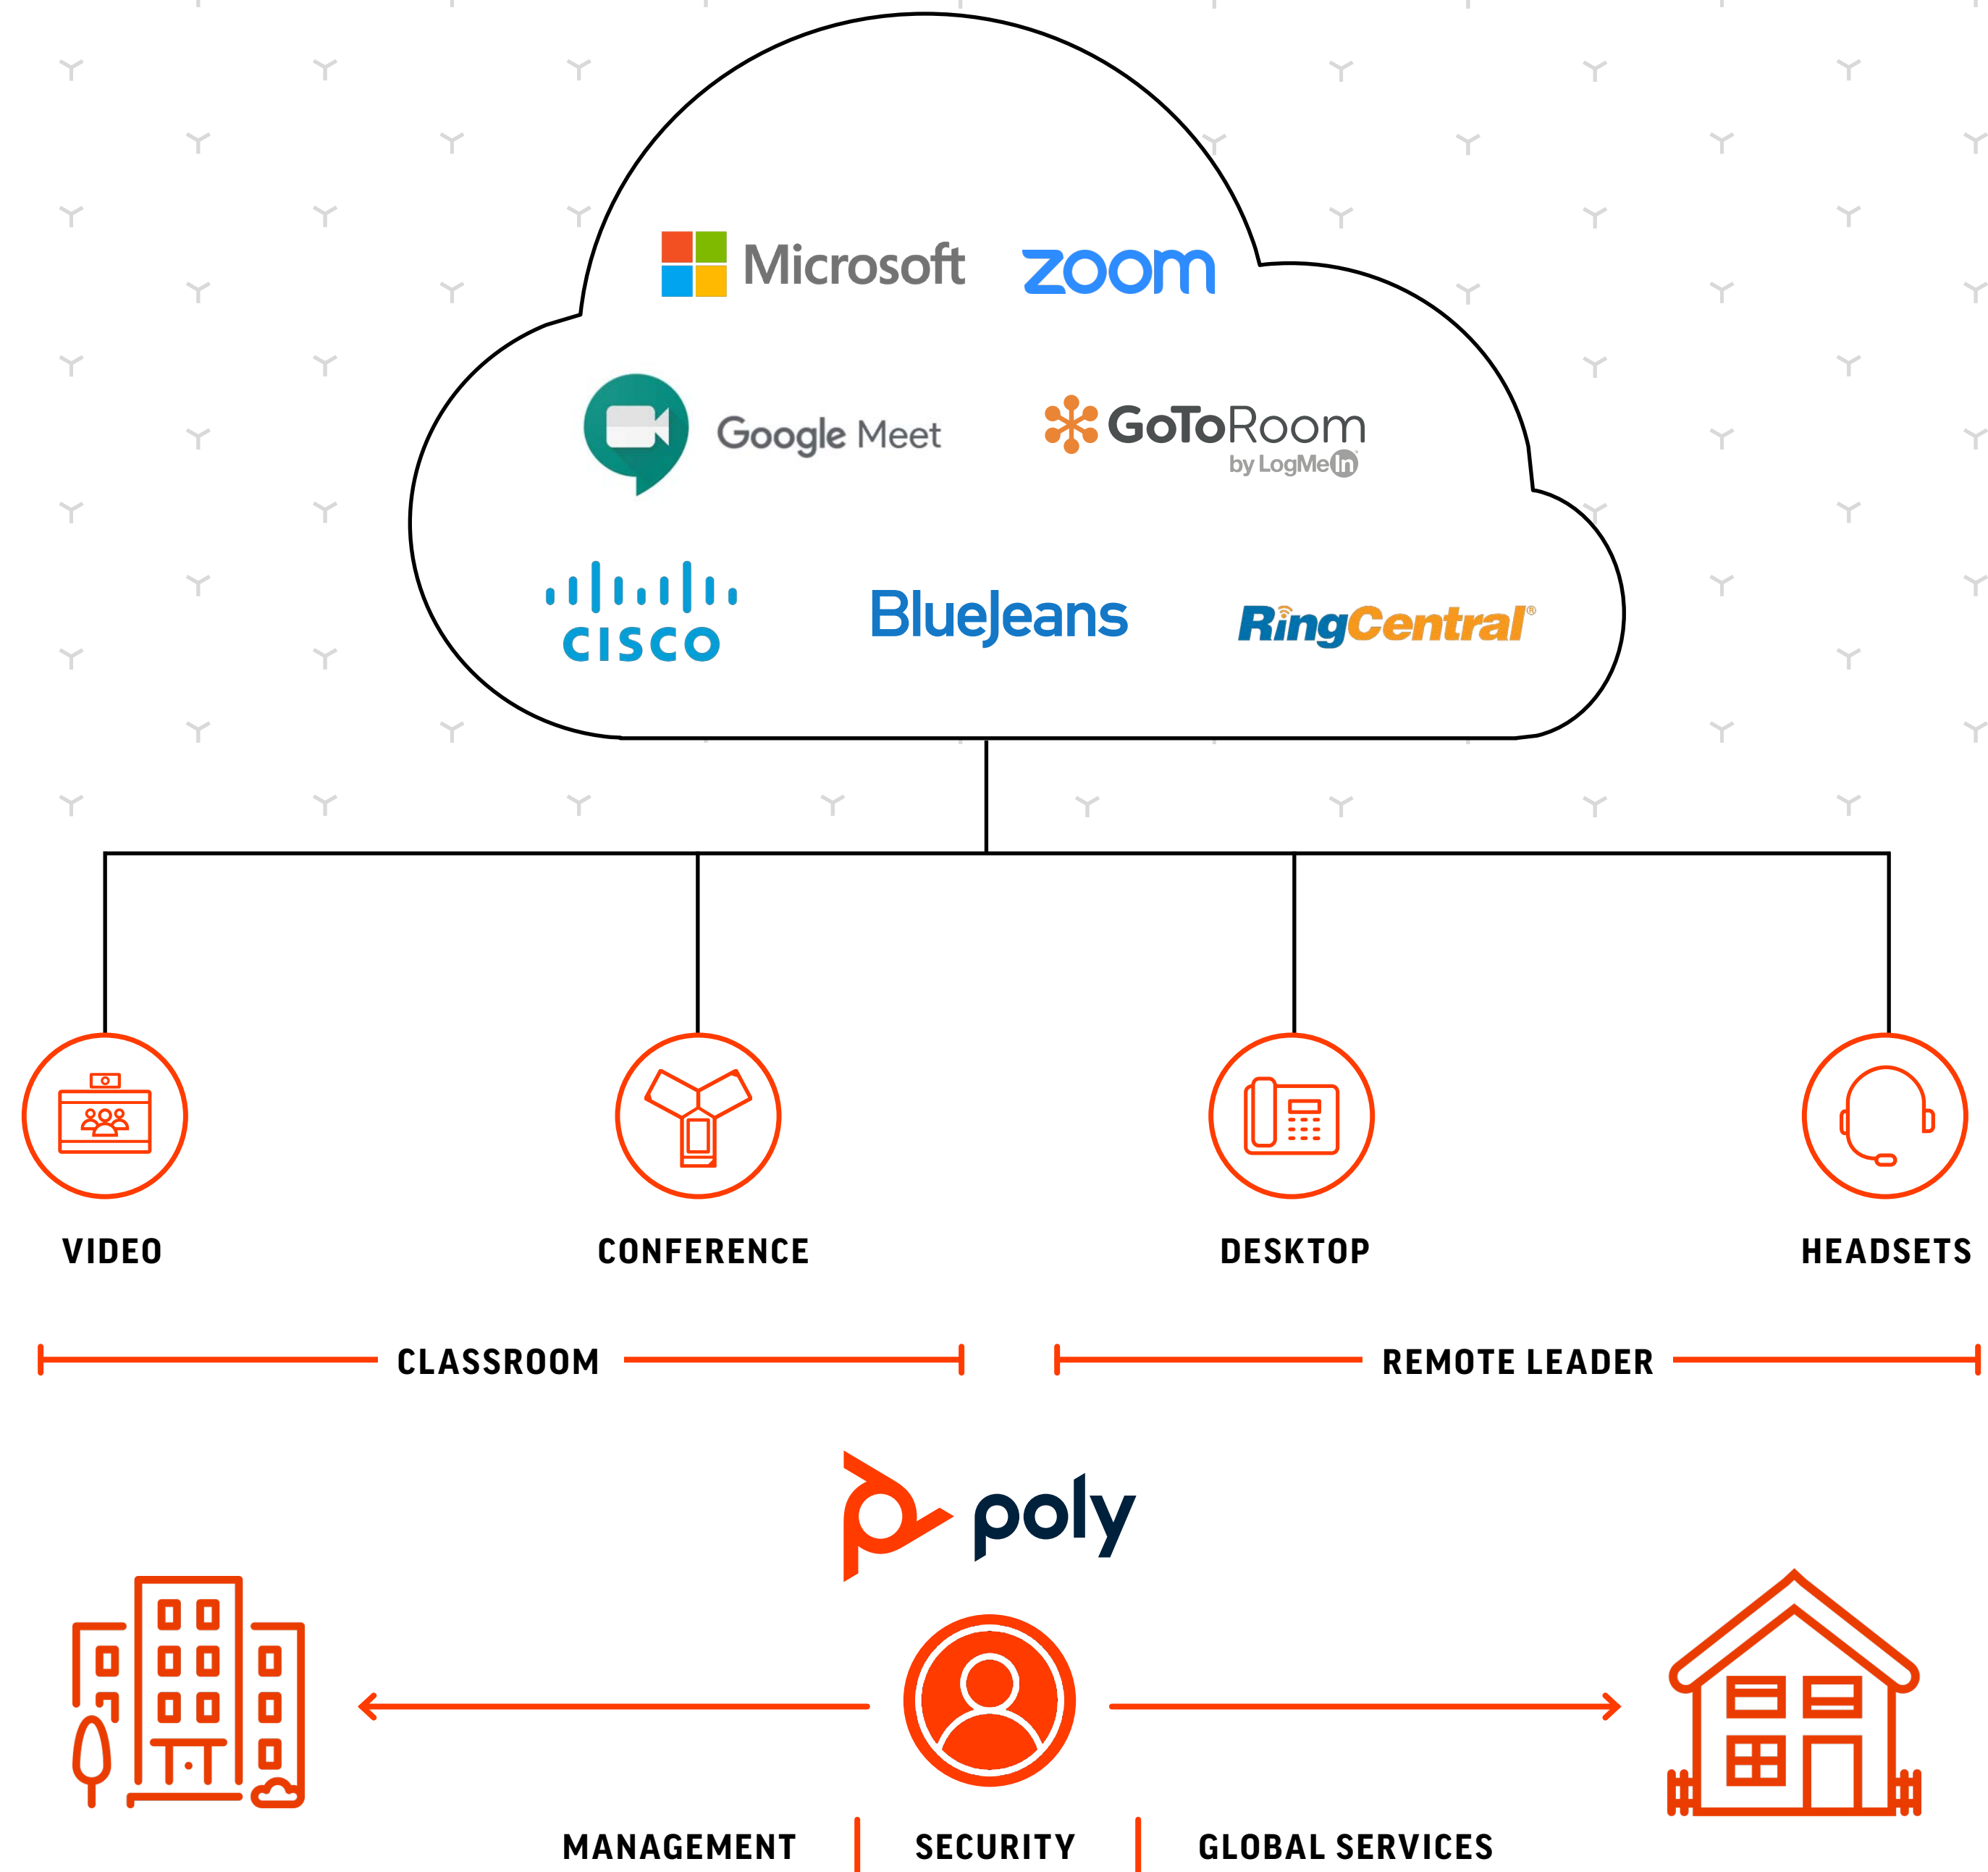 Microsoft zoom
Google Meet GoToRoom
by LogMeIn
CISCO BlueJeans RingCentral®
VIDEO CONFERENCE DESKTOP HEADSETS
CLASSROOM REMOTE LEADER
poly
MANAGEMENT | SECURITY | GLOBAL SERVICES